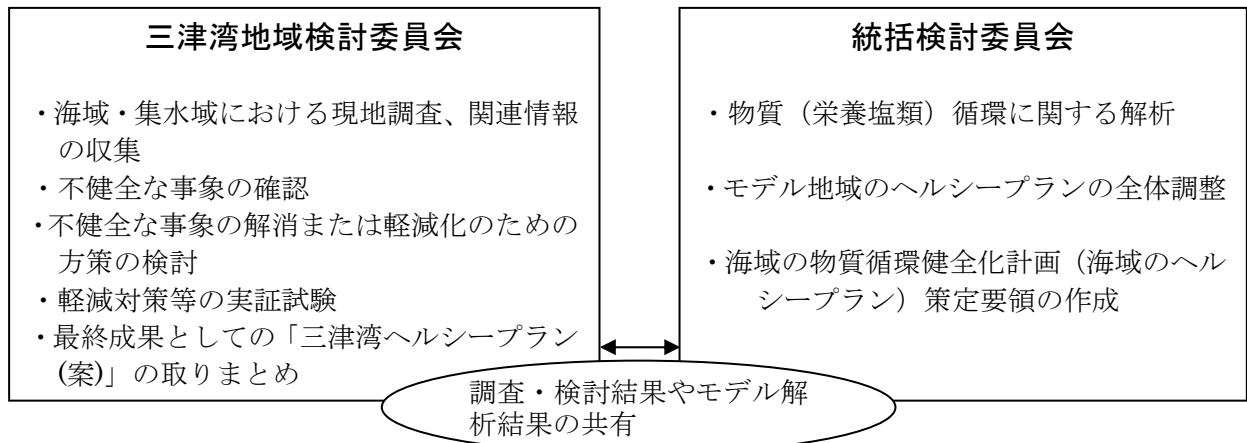 三津湾地域検討委員会
・海域・集水域における現地調査、関連情報
の収集
・不健全な事象の確認
・不健全な事象の解消または軽減化のための
方策の検討
・軽減対策等の実証試験
・最終成果としての「三津湾ヘルシープラン
(案)」の取りまとめ
統括検討委員会
・物質（栄養塩類）循環に関する解析
・モデル地域のヘルシープランの全体調整
・海域の物質循環健全化計画（海域のヘル
シープラン）策定要領の作成
調査・検討結果やモデル解
析結果の共有